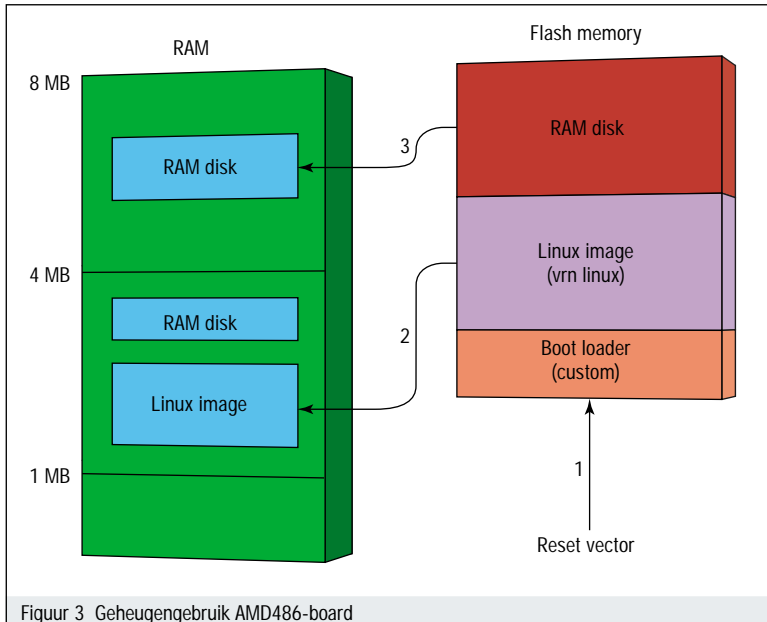 RAM
8 MB
RAM disk
4 MB
RAM disk
Linux image
1 MB
3
2
Flash memory
RAM disk
Linux image
(vrn linux)
Boot loader
(custom)
1
Reset vector
Figuur 3 Geheugengebruik AMD486-board